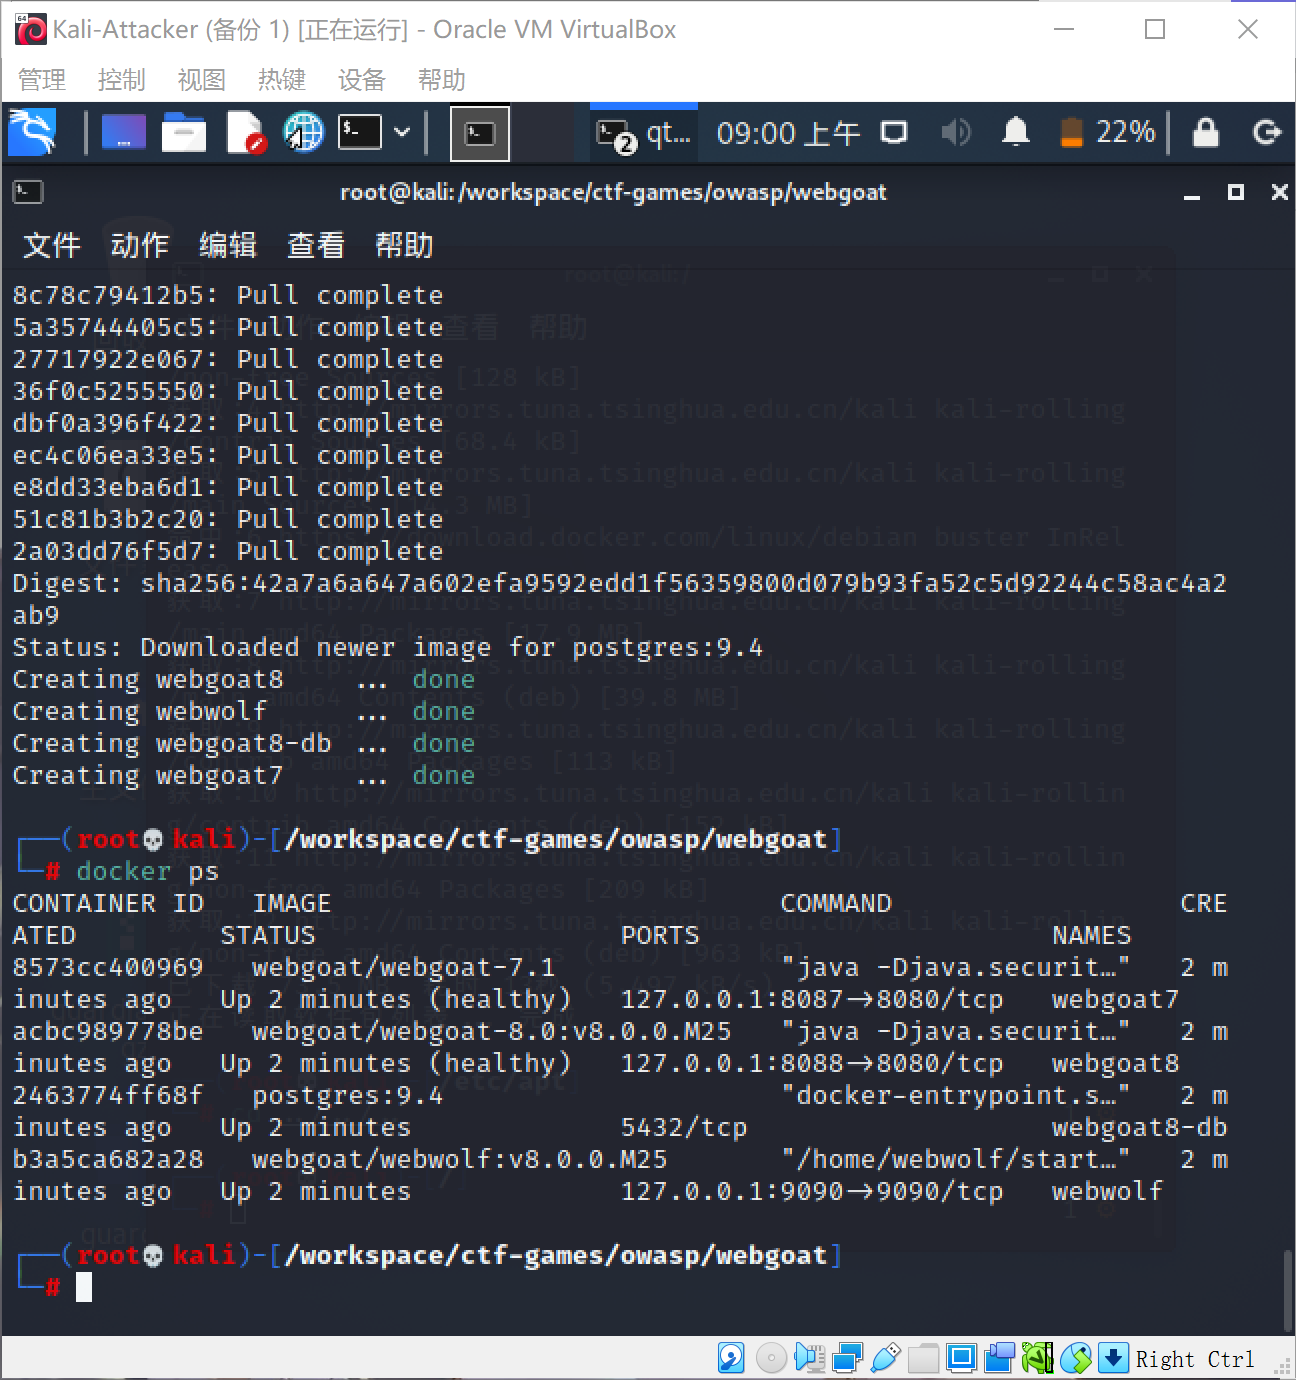 Kali-Attacker (备份 1) [正在运行] - Oracle VM VirtualBox
管理 控制 视图 热键 设备 帮助
qt... 09:00 上午 22%
root@kali: /workspace/ctf-games/owasp/webgoat
文件 动作 编辑 查看 帮助
8c78c79412b5: Pull complete
5a35744405c5: Pull complete
27717922e067: Pull complete
36f0c5255550: Pull complete
dbf0a396f422: Pull complete
ec4c06ea33e5: Pull complete
e8dd33eba6d1: Pull complete
51c81b3b2c20: Pull complete
2a03dd76f5d7: Pull complete
Digest: sha256:42a7a6a647a602efa9592edd1f56359800d079b93fa52c5d92244c58ac4a2
ab9
Status: Downloaded newer image for postgres:9.4
Creating webgoat8 ... done
Creating webwolf ... done
Creating webgoat8-db ... done
Creating webgoat7 ... done
(root💀kali)-[/workspace/ctf-games/owasp/webgoat]
# docker ps
CONTAINER ID IMAGE COMMAND CRE
ATED STATUS PORTS NAMES
8573cc400969 webgoat/webgoat-7.1 "java -Djava.securit…" 2 m
inutes ago Up 2 minutes (healthy) 127.0.0.1:8087->8080/tcp webgoat7
acbc989778be webgoat/webgoat-8.0:v8.0.0.M25 "java -Djava.securit…" 2 m
inutes ago Up 2 minutes (healthy) 127.0.0.1:8088->8080/tcp webgoat8
2463774ff68f postgres:9.4 "docker-entrypoint.s…" 2 m
inutes ago Up 2 minutes 5432/tcp webgoat8-db
b3a5ca682a28 webgoat/webwolf:v8.0.0.M25 "/home/webwolf/start…" 2 m
inutes ago Up 2 minutes 127.0.0.1:9090->9090/tcp webwolf
(root💀kali)-[/workspace/ctf-games/owasp/webgoat]
#
Right Ctrl